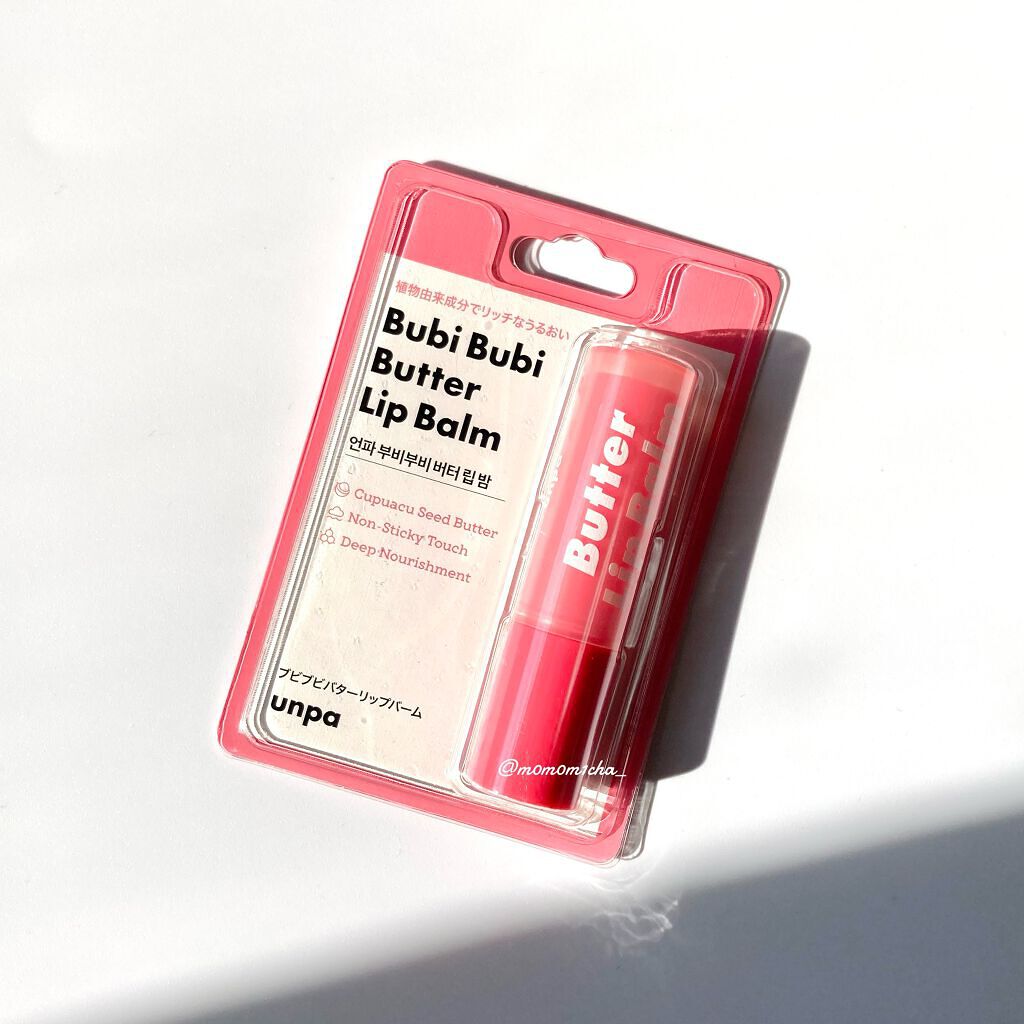 植物由来成分でリッチなうるおい
Bubi Bubi
Butter
Lip Balm
언파 부비부비 버터 립 밤
Cupuacu Seed Butter
Non-Sticky Touch
Deep Nourishment
ブビブビバターリップバーム
unpa
Butter
Lip Balm
@m0m0m1cha_